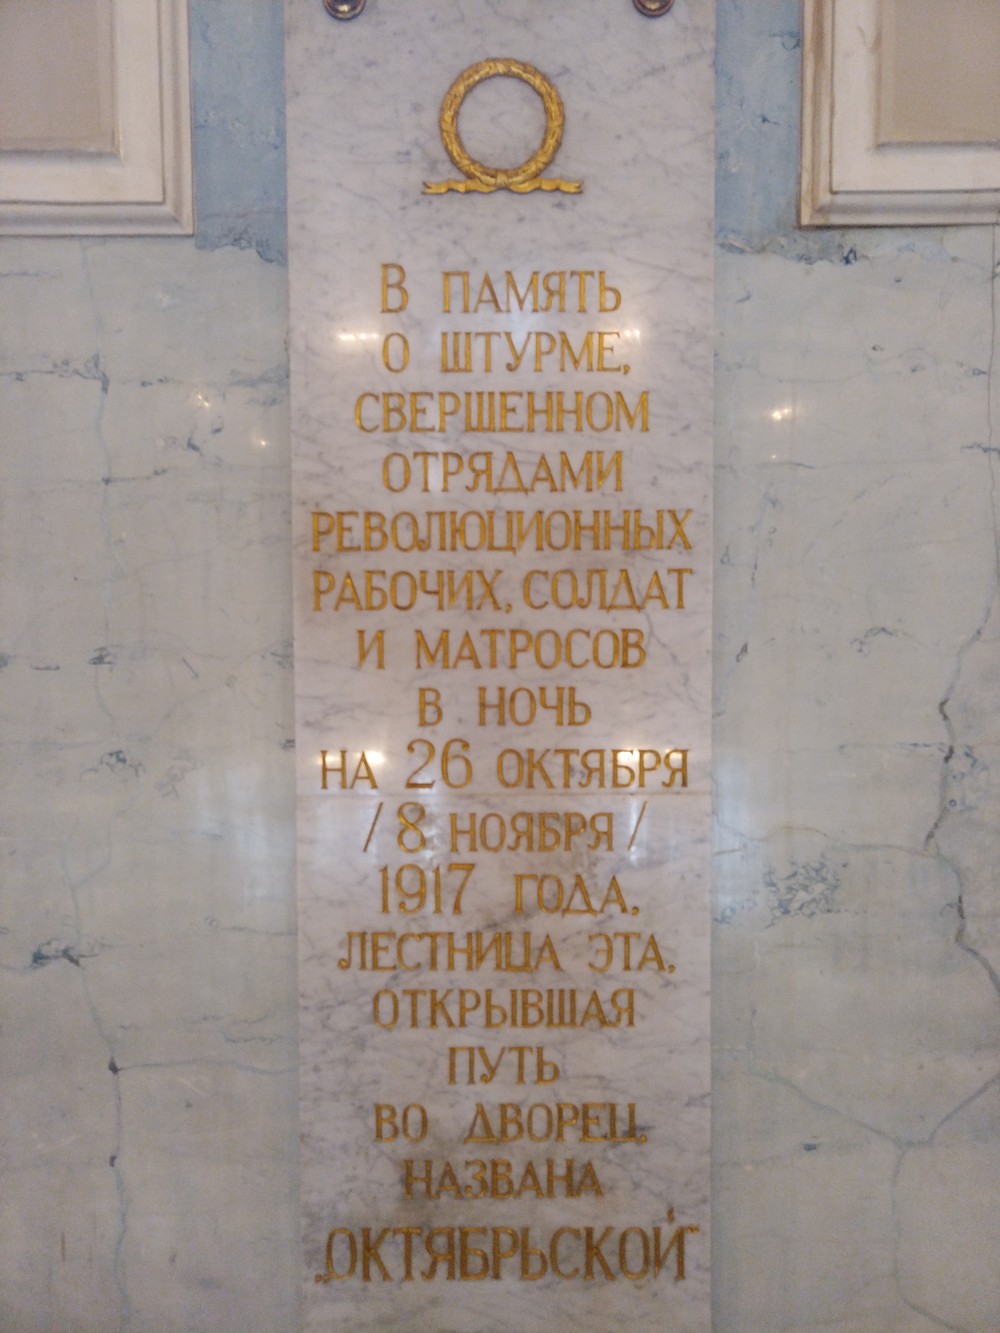 В ПАМЯТЬ
О ШТУРМЕ,
СВЕРШЕННОМ
ОТРЯДАМИ
РЕВОЛЮЦИОННЫХ
РАБОЧИХ, СОЛДАТ
И МАТРОСОВ
В НОЧЬ
НА 26 ОКТЯБРЯ
/8 НОЯБРЯ/
1917 ГОДА,
ЛЕСТНИЦА ЭТА,
ОТКРЫВШАЯ
ПУТЬ
ВО ДВОРЕЦ,
НАЗВАНА
„ОКТЯБРЬСКОЙ“